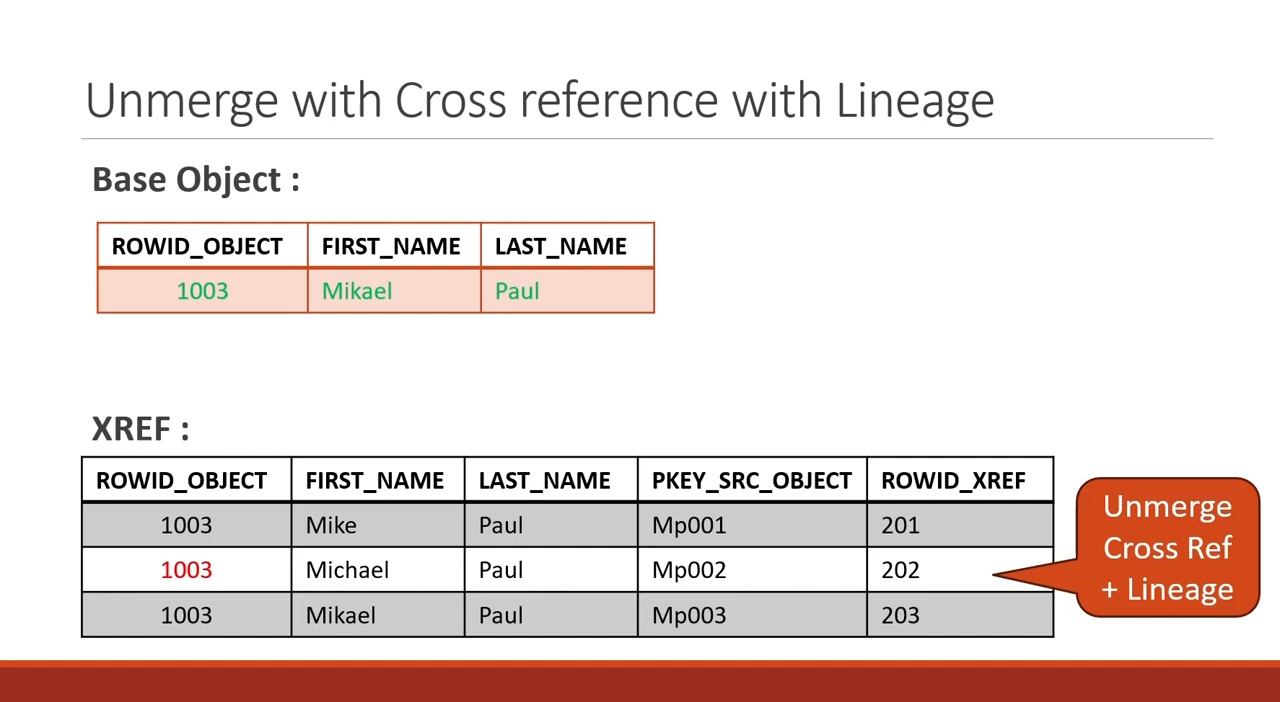 Unmerge with Cross reference with Lineage
Base Object :
ROWID_OBJECT FIRST_NAME LAST_NAME
1003 Mikael Paul
XREF :
ROWID_OBJECT FIRST_NAME LAST_NAME PKEY_SRC_OBJECT ROWID_XREF
1003 Mike Paul Mp001 201
1003 Michael Paul Mp002 202
1003 Mikael Paul Mp003 203
Unmerge
Cross Ref
+ Lineage